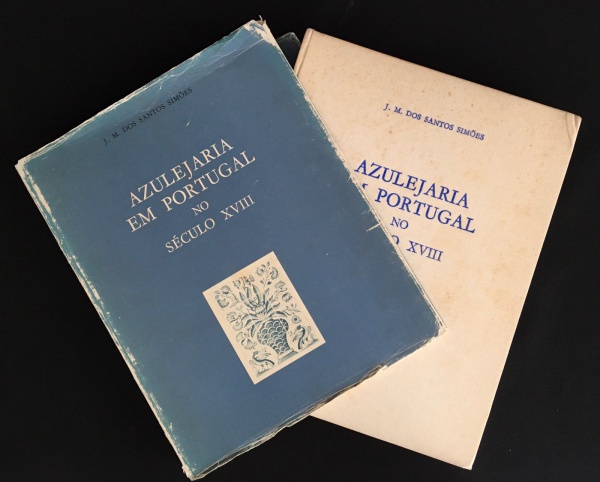 J. M. DOS SANTOS SIMÕES
AZULEJARIA
EM PORTUGAL
NO
SÉCULO XVIII
J. M. DOS SANTOS SIMÕES
AZULEJARIA
PORTUGAL
NO
XVIII